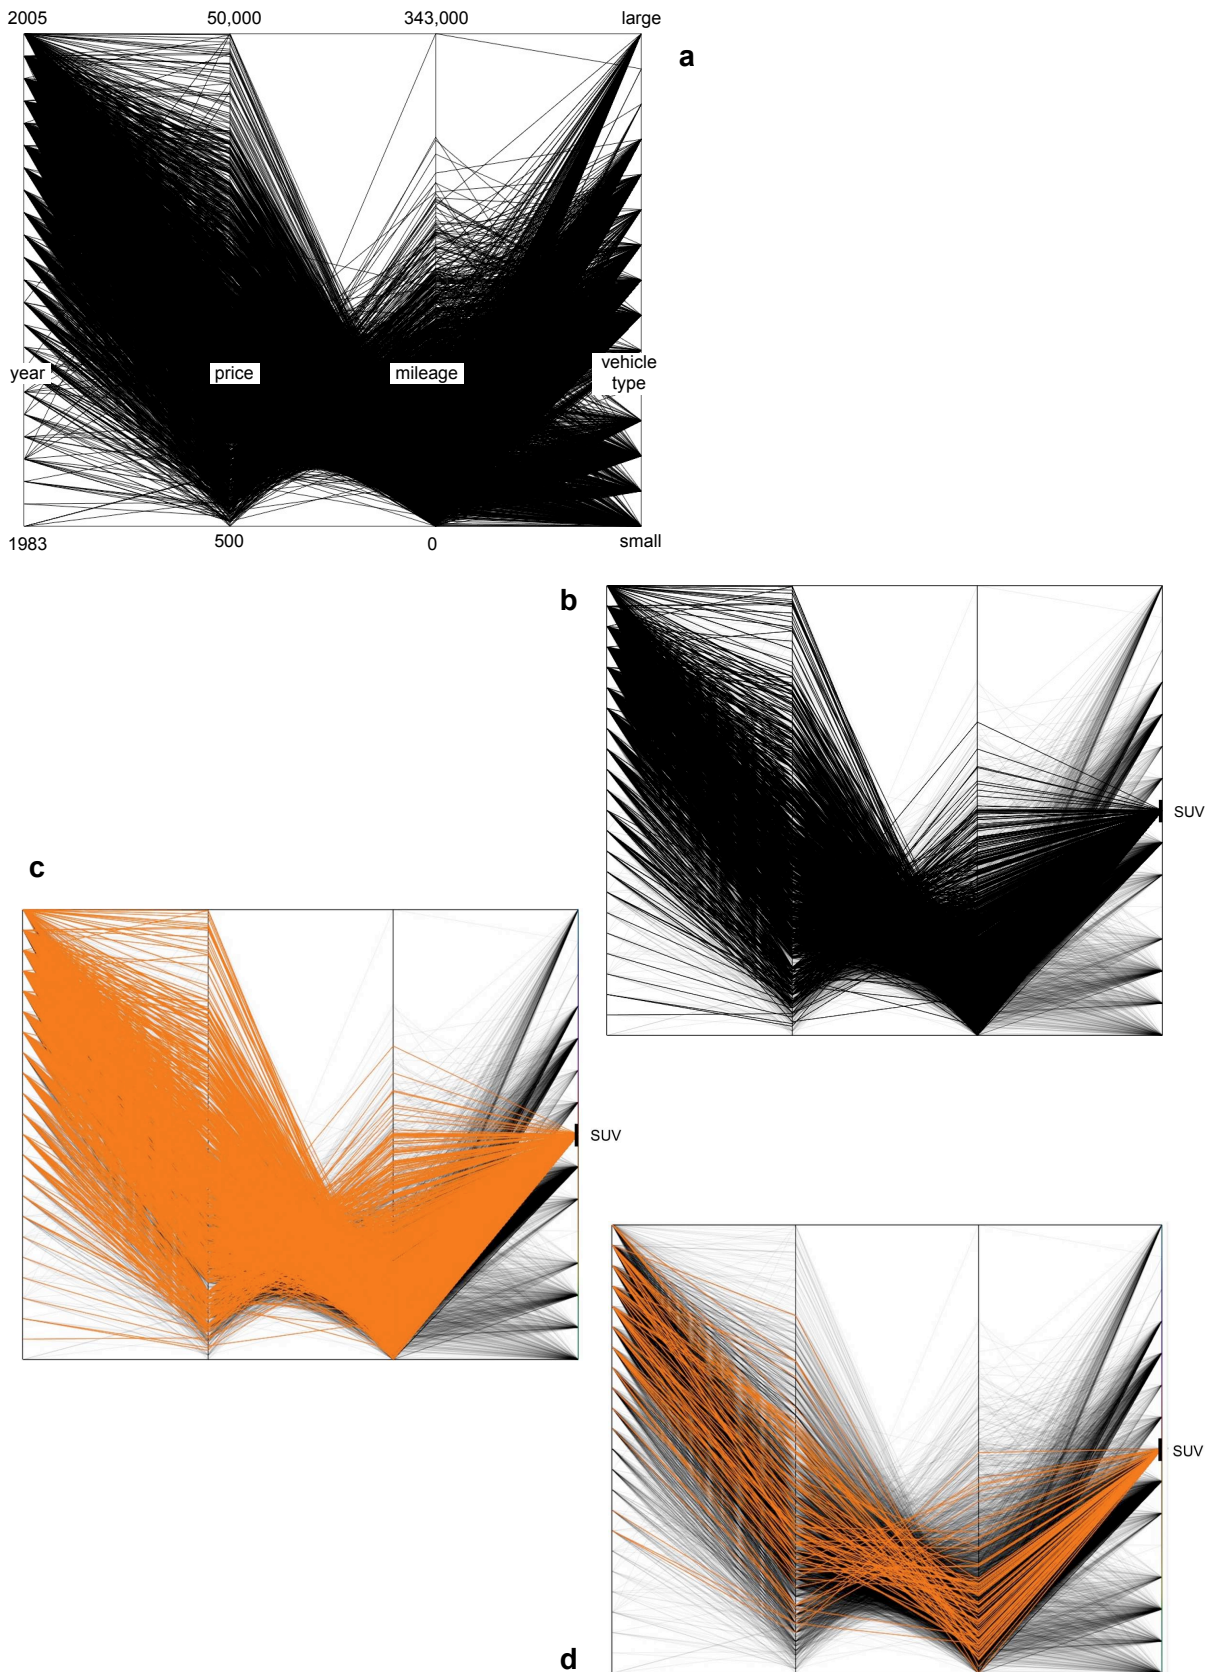 2005 50,000 343,000 large
a
year price mileage vehicle
type
1983 500 0 small
b
SUV
c
SUV
SUV
d